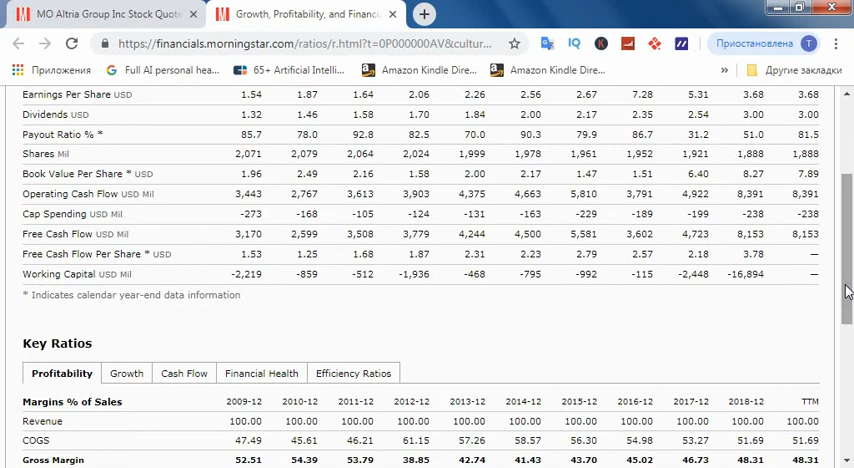 MO Altria Group Inc Stock Quote
Growth, Profitability, and Financi
https://financials.morningstar.com/ratios/r.html?t=0P000000AV&cultur...
IQ
K
Приостановлена
T
Приложения
Full AI personal hea...
65+ Artificial Intelli...
Amazon Kindle Dire...
Amazon Kindle Dire...
»
Другие закладки
Earnings Per Share USD 1.54 1.87 1.64 2.06 2.26 2.56 2.67 7.28 5.31 3.68 3.68
Dividends USD 1.32 1.46 1.58 1.70 1.84 2.00 2.17 2.35 2.54 3.00 3.00
Payout Ratio % * 85.7 78.0 92.8 82.5 70.0 90.3 79.9 86.7 31.2 51.0 81.5
Shares Mil 2,071 2,079 2,064 2,024 1,999 1,978 1,961 1,952 1,921 1,888 1,888
Book Value Per Share * USD 1.96 2.49 2.16 1.58 2.00 2.17 1.47 1.51 6.40 8.27 7.89
Operating Cash Flow USD Mil 3,443 2,767 3,613 3,903 4,375 4,663 5,810 3,791 4,922 8,391 8,391
Cap Spending USD Mil -273 -168 -105 -124 -131 -163 -229 -189 -199 -238 -238
Free Cash Flow USD Mil 3,170 2,599 3,508 3,779 4,244 4,500 5,581 3,602 4,723 8,153 8,153
Free Cash Flow Per Share * USD 1.53 1.25 1.68 1.87 2.31 2.23 2.79 2.57 2.18 3.78 —
Working Capital USD Mil -2,219 -859 -512 -1,936 -468 -795 -992 -115 -2,448 -16,894 —
* Indicates calendar year-end data information
Key Ratios
Profitability Growth Cash Flow Financial Health Efficiency Ratios
Margins % of Sales 2009-12 2010-12 2011-12 2012-12 2013-12 2014-12 2015-12 2016-12 2017-12 2018-12 TTM
Revenue 100.00 100.00 100.00 100.00 100.00 100.00 100.00 100.00 100.00 100.00 100.00
COGS 47.49 45.61 46.21 61.15 57.26 58.57 56.30 54.98 53.27 51.69 51.69
Gross Margin 52.51 54.39 53.79 38.85 42.74 41.43 43.70 45.02 46.73 48.31 48.31